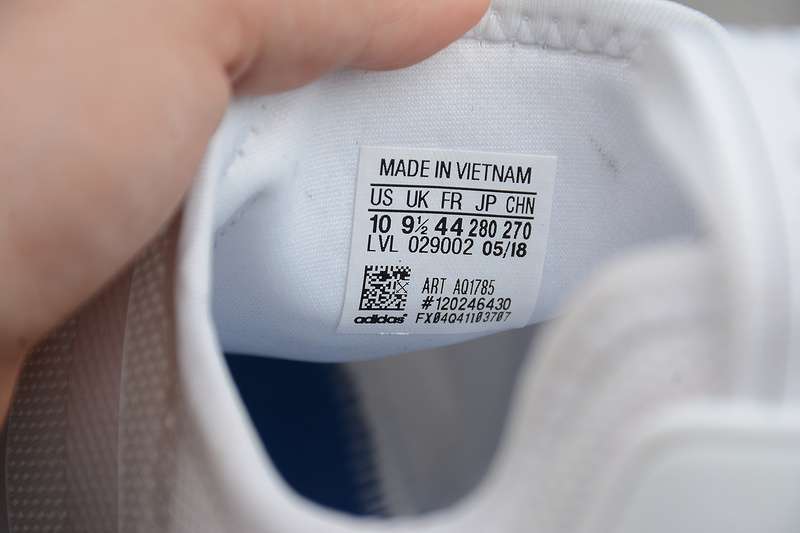 MADE IN VIETNAM
US UK FR JP CHN
10 9½ 44 280 270
LVL 029002 05/18
ART AQ1785
#120246430
adidas FX04Q41103707